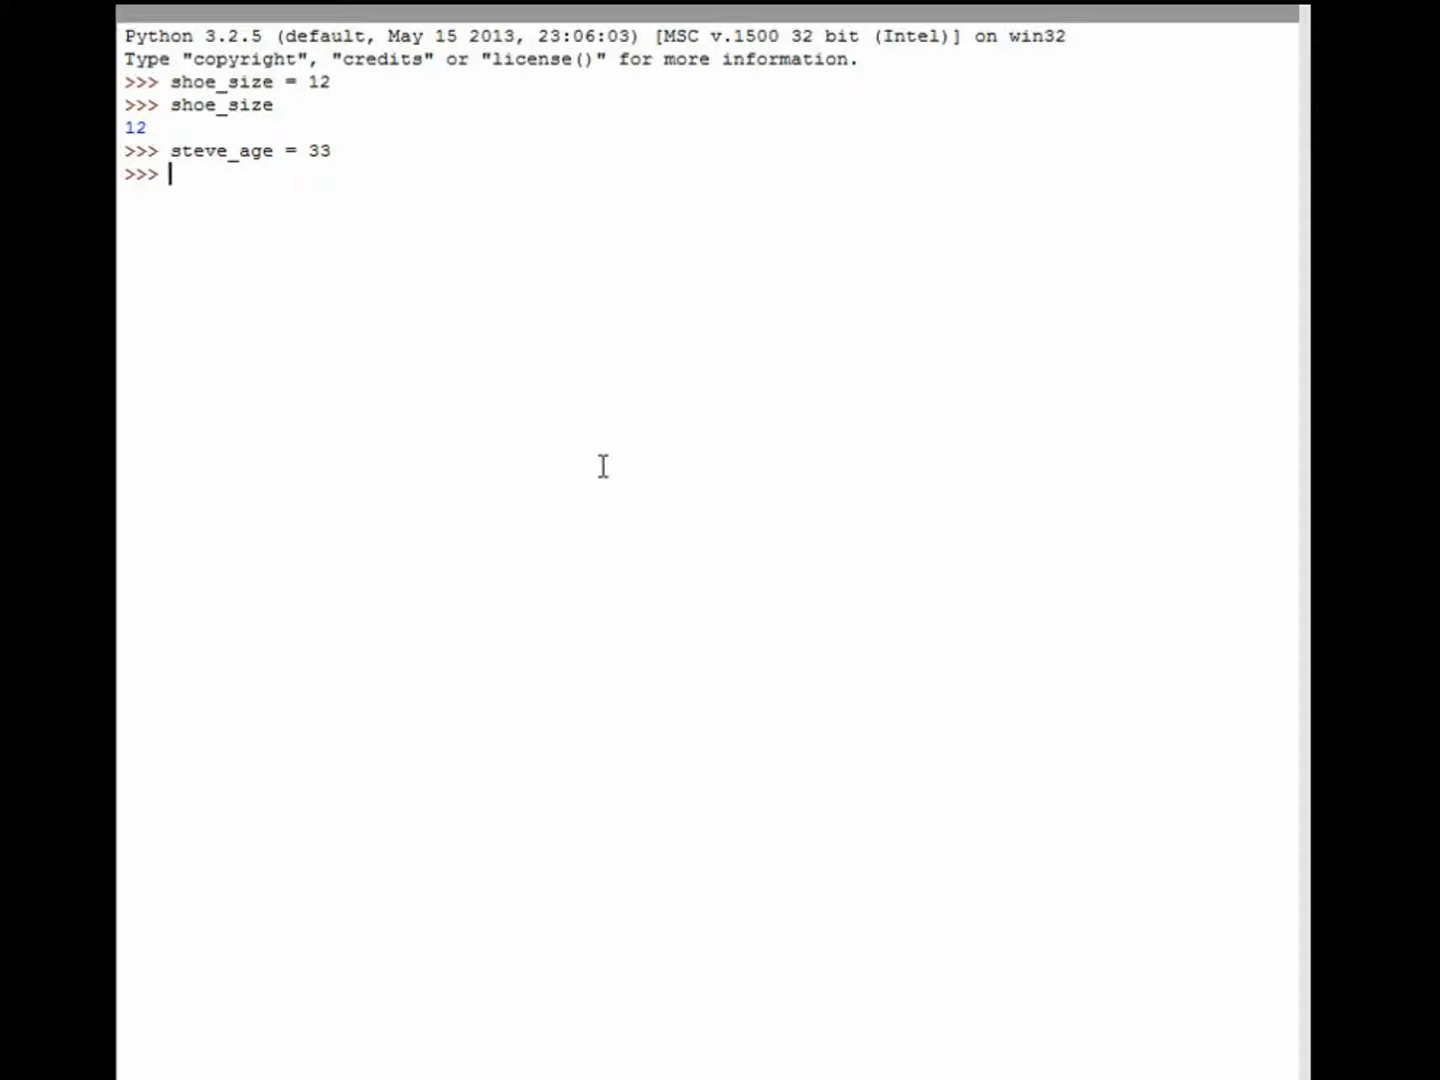 Python 3.2.5 (default, May 15 2013, 23:06:03) [MSC v.1500 32 bit (Intel)] on win32
Type "copyright", "credits" or "license()" for more information.
>>> shoe_size = 12
>>> shoe_size
12
>>> steve_age = 33
>>>